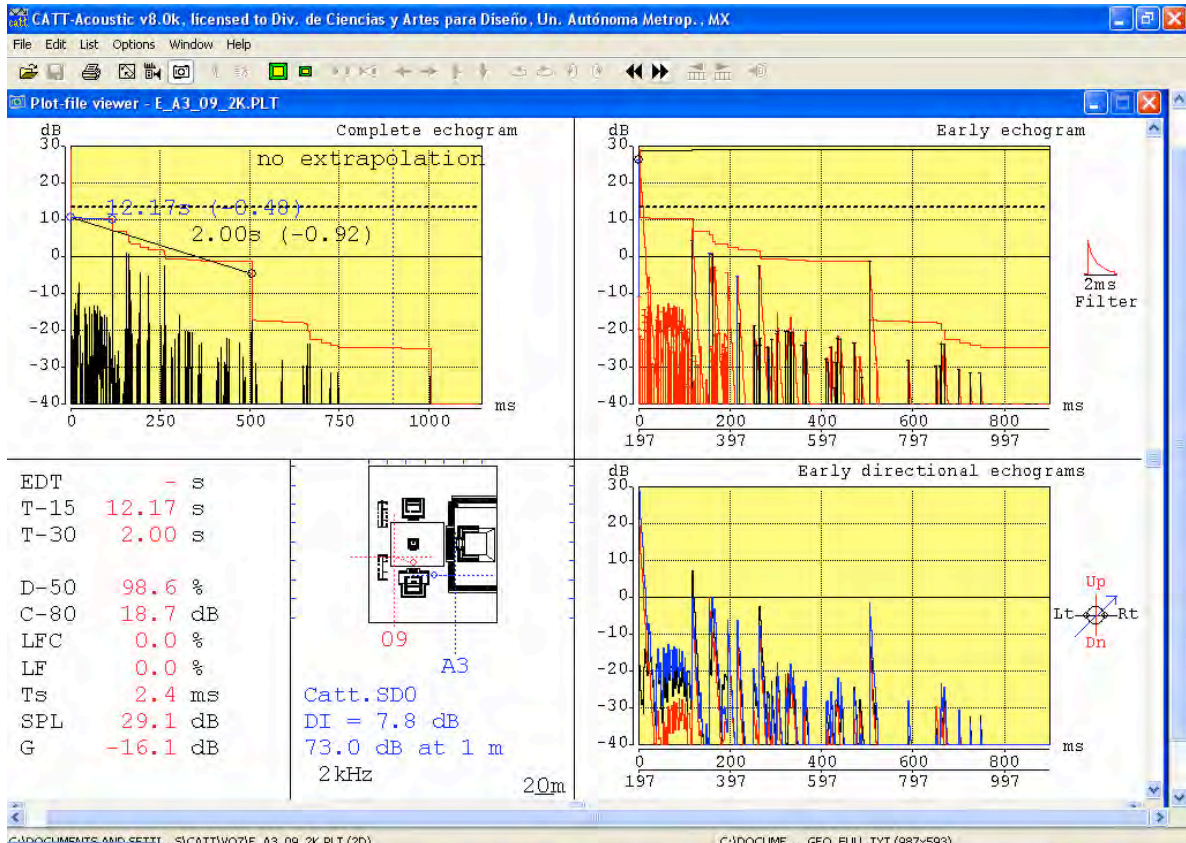 CATT-Acoustic v8.0k, licensed to Div. de Ciencias y Artes para Diseño, Un. Autónoma Metrop., MX
File Edit List Options Window Help
Plot-file viewer - E_A3_09_2K.PLT
dB Complete echogram
no extrapolation
12.17s (-0.48)
2.00s (-0.92)
30
20
10
0
-10
-20
-30
-40
0 250 500 750 1000 ms
dB Early echogram
30
20
10
0
-10
-20
-30
-40
0 200 400 600 800 ms
197 397 597 797 997
2ms
Filter
EDT - s
T-15 12.17 s
T-30 2.00 s
D-50 98.6 %
C-80 18.7 dB
LFC 0.0 %
LF 0.0 %
Ts 2.4 ms
SPL 29.1 dB
G -16.1 dB
09
A3
Catt.SD0
DI = 7.8 dB
73.0 dB at 1 m
2kHz
20m
dB Early directional echograms
30
20
10
0
-10
-20
-30
-40
0 200 400 600 800 ms
197 397 597 797 997
Up
Lt Rt
Dn